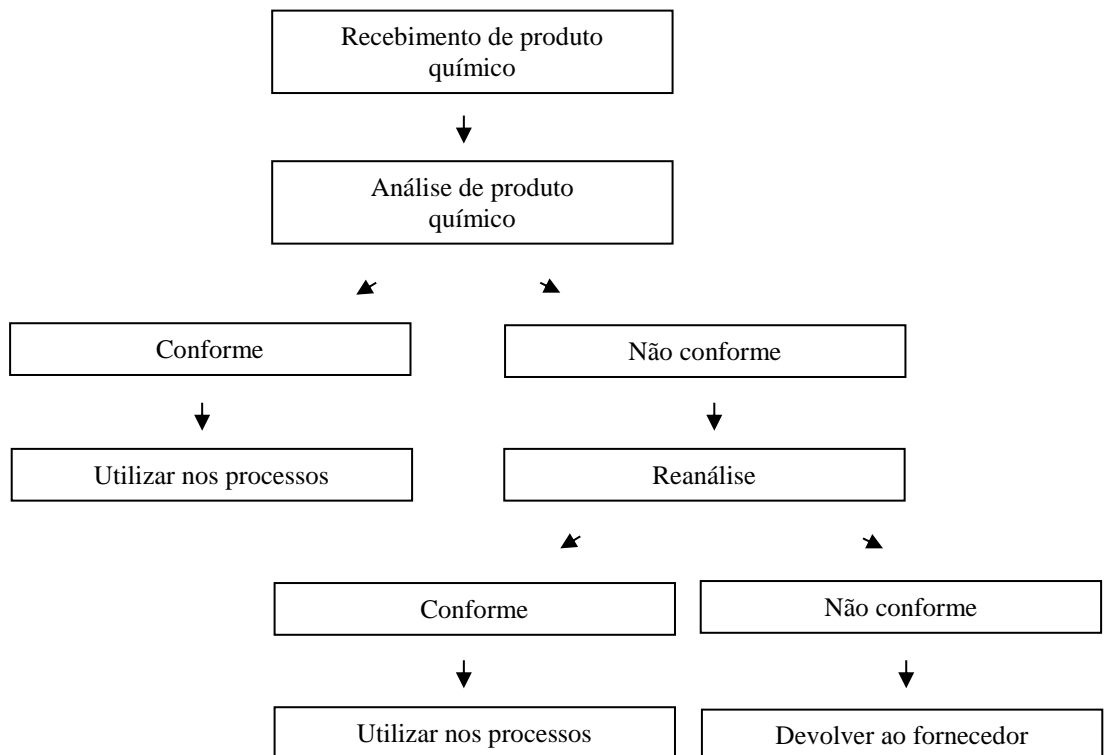 Recebimento de produto
químico
Análise de produto
químico
Conforme
Não conforme
Utilizar nos processos
Reanálise
Conforme
Não conforme
Utilizar nos processos
Devolver ao fornecedor